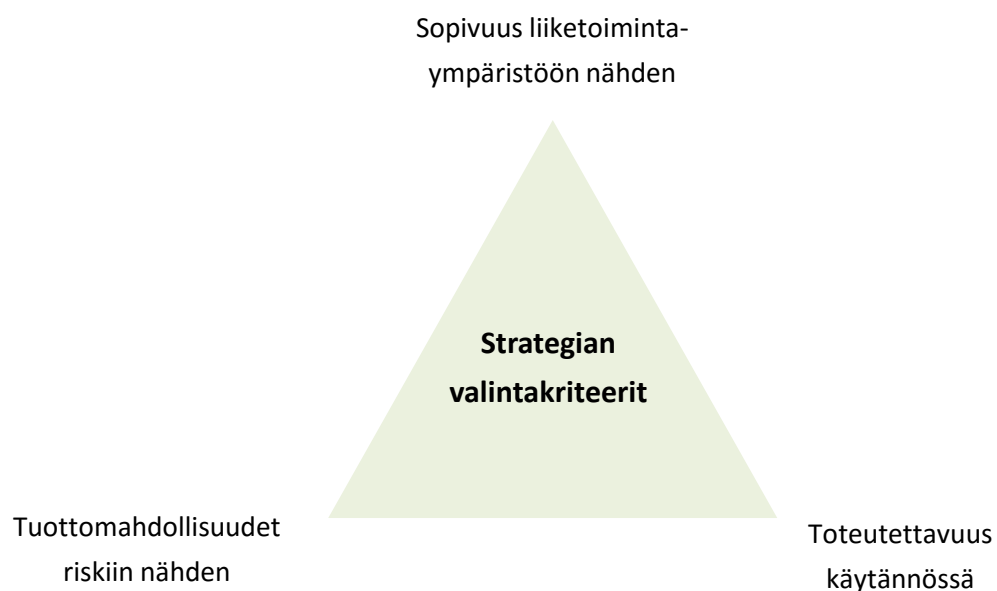 Sopivuus liiketoiminta-
ympäristöön nähden
Strategian
valintakriteerit
Tuottomahdollisuudet
riskiin nähden
Toteutettavuus
käytännössä